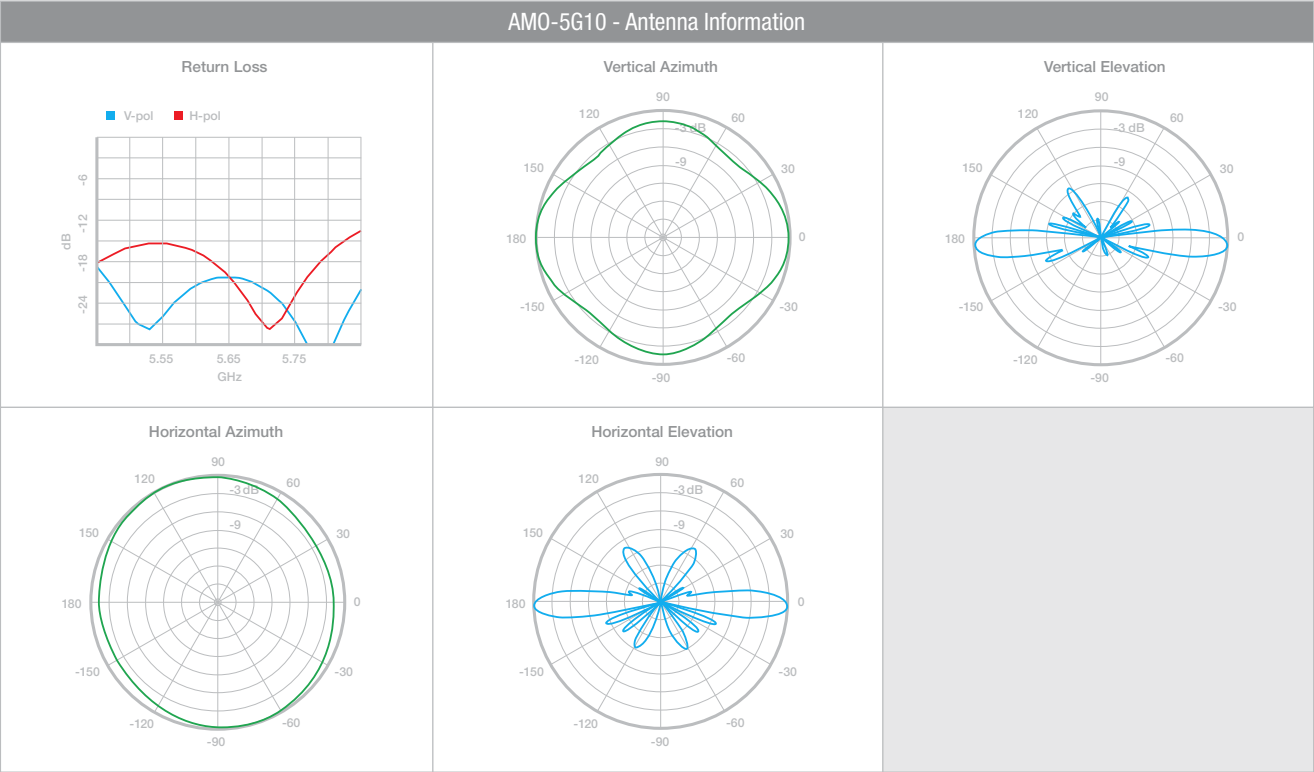 AMO-5G10 - Antenna Information
Return Loss
V-pol H-pol
-6
-12
-18
-24
dB
5.55 5.65 5.75
GHz
Vertical Azimuth
90
120 60
-3 dB
150 -9 30
180 0
-150 -30
-120 -60
-90
Vertical Elevation
90
120 60
-3 dB
150 -9 30
180 0
-150 -30
-120 -60
-90
Horizontal Azimuth
90
120 60
-3 dB
150 -9 30
180 0
-150 -30
-120 -60
-90
Horizontal Elevation
90
120 60
-3 dB
150 -9 30
180 0
-150 -30
-120 -60
-90